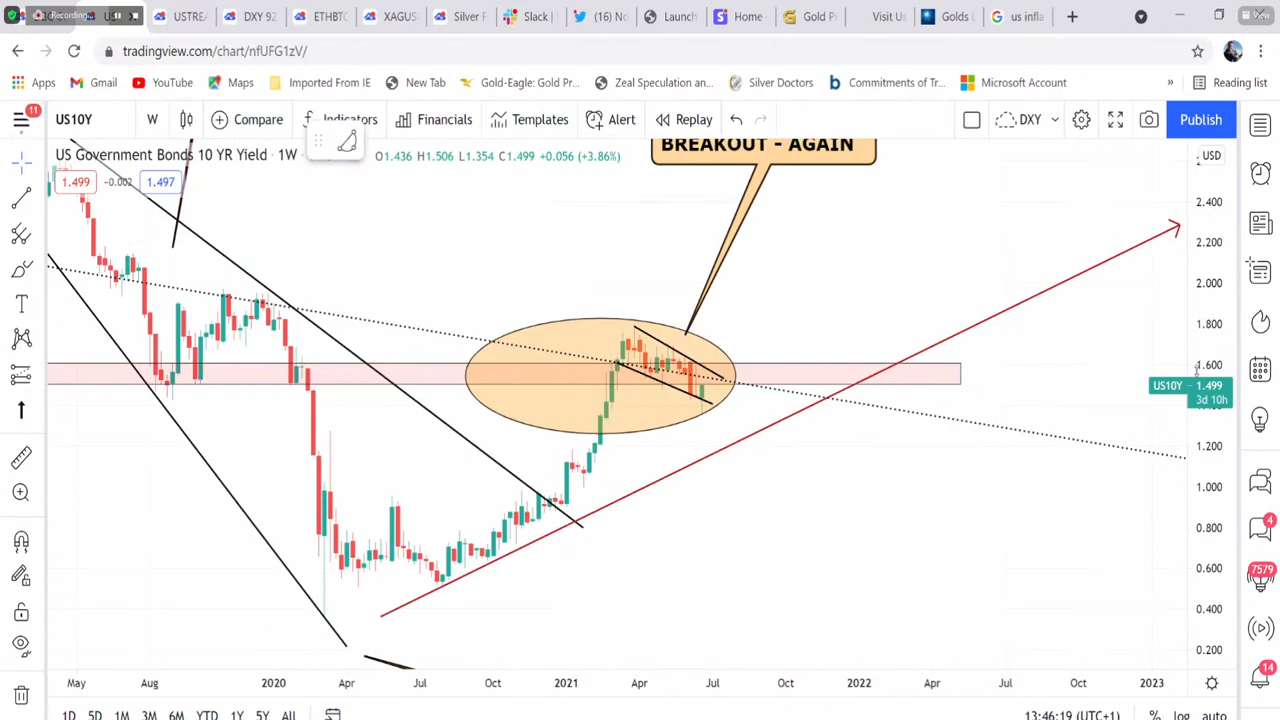 Recording...
USTREA
DXY 92
ETHBTC
XAGUS
Silver F
Slack |
(16) No
Launch
Home
Gold Pr
Visit Us
Golds L
us infla
View
tradingview.com/chart/nfUFG1zV/
Apps
Gmail
YouTube
Maps
Imported From IE
New Tab
Gold-Eagle: Gold Pr...
Zeal Speculation an...
Silver Doctors
Commitments of Tr...
Microsoft Account
»
Reading list
11
US10Y
W
Compare
Indicators
Financials
Templates
Alert
Replay
DXY
Publish
US Government Bonds 10 YR Yield · 1W ·
O1.436 H1.506 L1.354 C1.499 +0.056 (+3.86%)
1.499
-0.002
1.497
BREAKOUT - AGAIN
USD
2.400
2.200
2.000
1.800
1.600
US10Y
1.499
3d 10h
1.200
1.000
0.800
0.600
0.400
0.200
4
7579
14
May
Aug
2020
Apr
Jul
Oct
2021
Apr
Jul
Oct
2022
Apr
Jul
Oct
2023
1D
5D
1M
3M
6M
YTD
1Y
5Y
All
13:46:19 (UTC+1)
%
log
auto